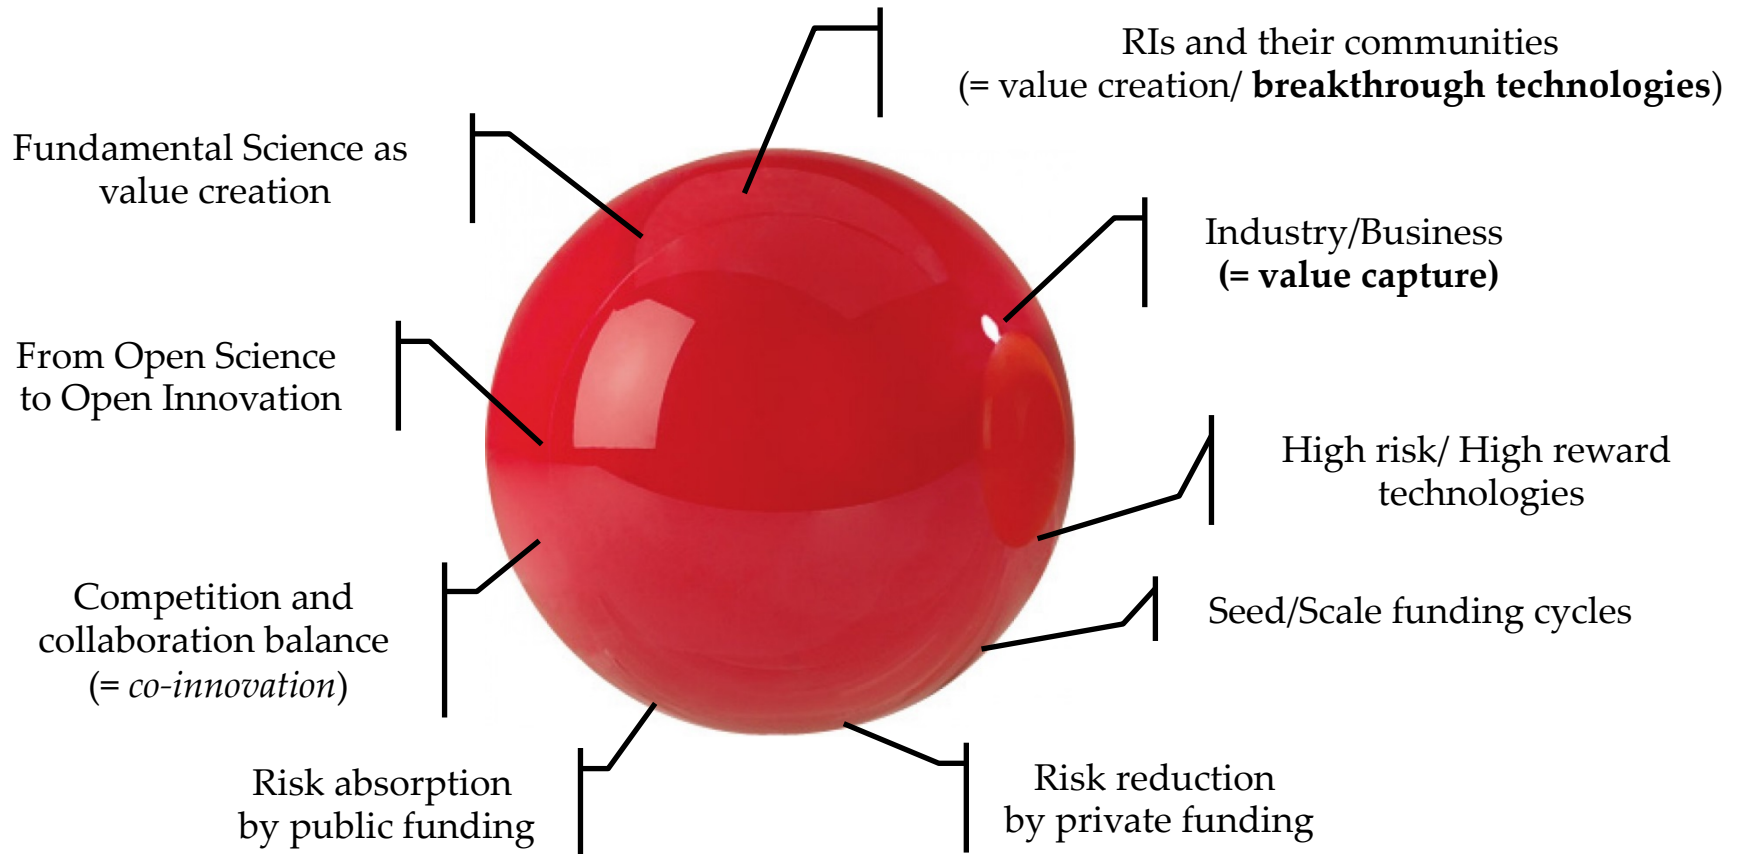 RIs and their communities
(= value creation/ breakthrough technologies)
Fundamental Science as
value creation
Industry/Business
(= value capture)
From Open Science
to Open Innovation
High risk/ High reward
technologies
Competition and
collaboration balance
(= co-innovation)
Seed/Scale funding cycles
Risk absorption
by public funding
Risk reduction
by private funding